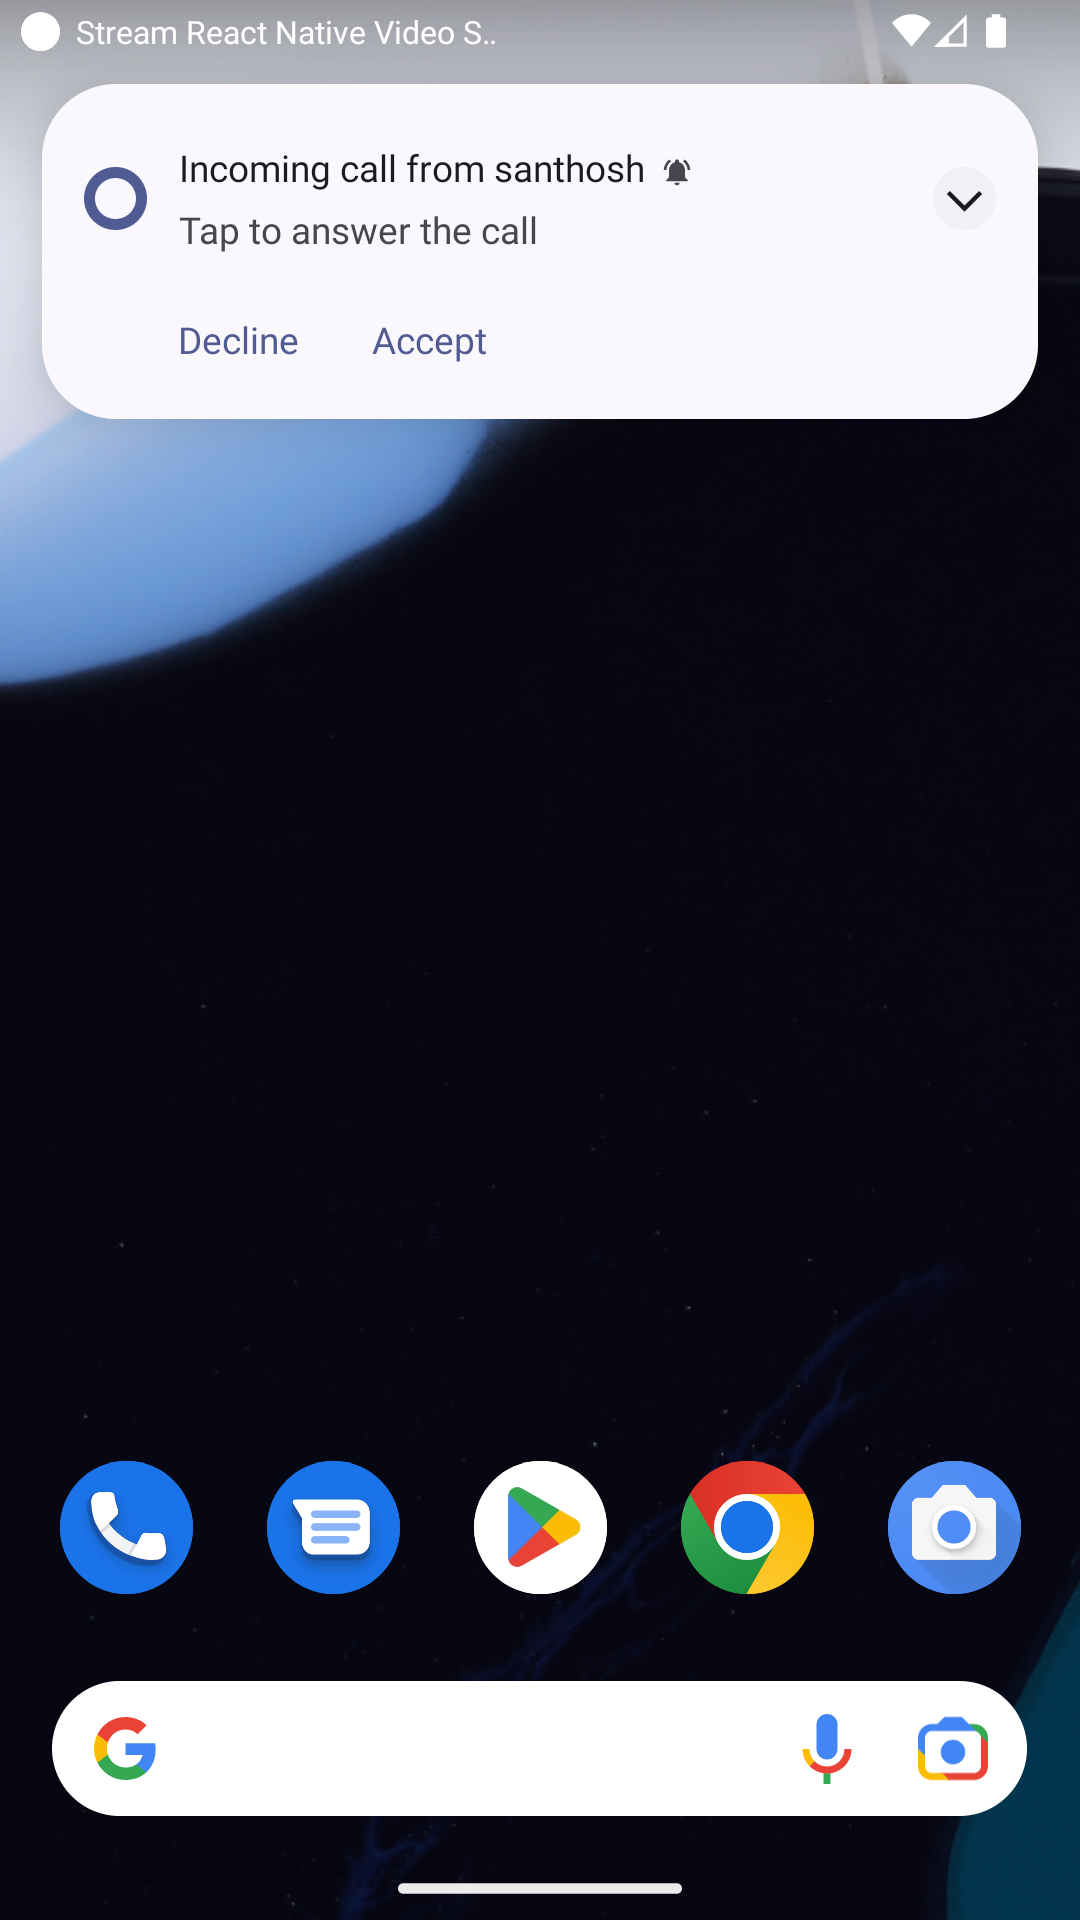 Stream React Native Video S..
Incoming call from santhosh
Tap to answer the call
Decline Accept